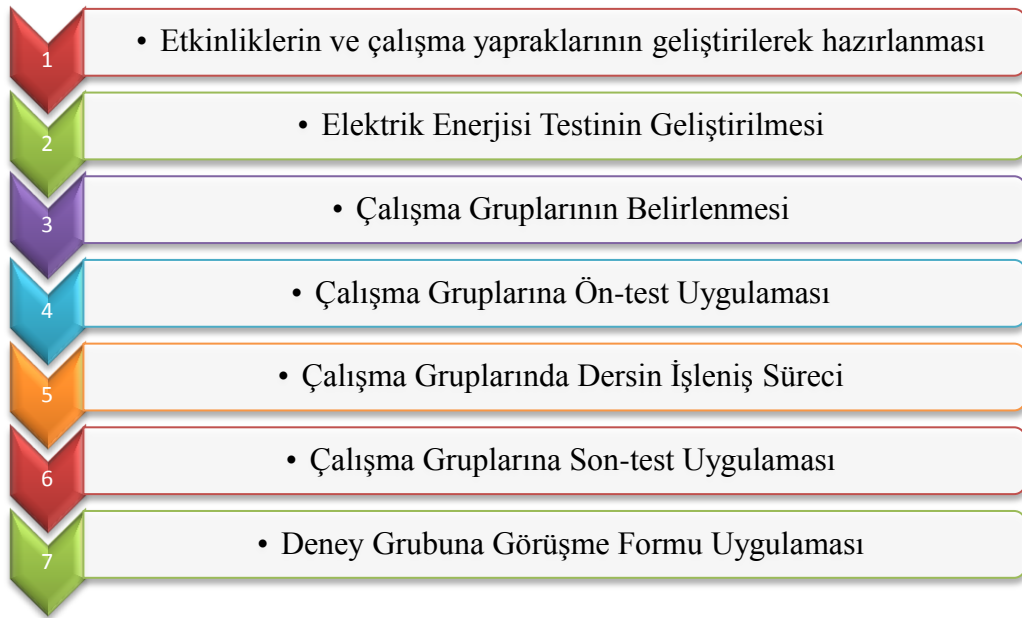 1
• Etkinliklerin ve çalışma yapraklarının geliştirilerek hazırlanması
2
• Elektrik Enerjisi Testinin Geliştirilmesi
3
• Çalışma Gruplarının Belirlenmesi
4
• Çalışma Gruplarına Ön-test Uygulaması
5
• Çalışma Gruplarında Dersin İşleniş Süreci
6
• Çalışma Gruplarına Son-test Uygulaması
7
• Deney Grubuna Görüşme Formu Uygulaması